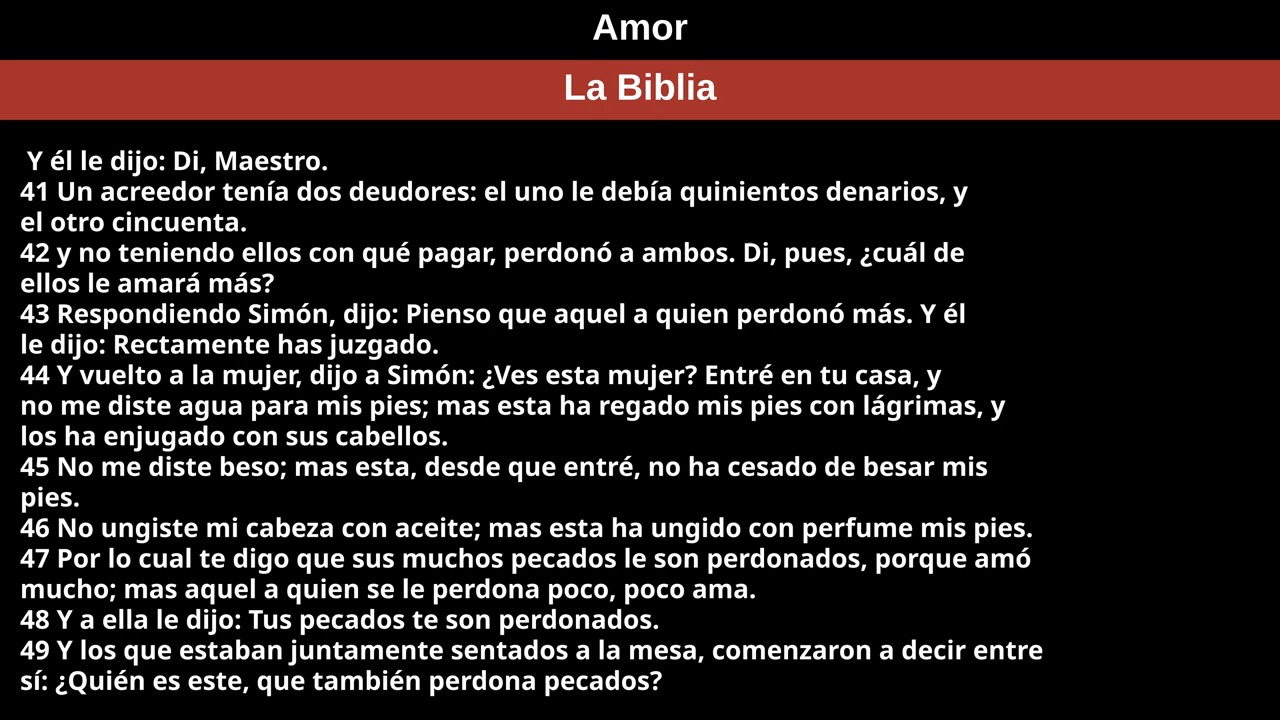 Amor
La Biblia
Y él le dijo: Di, Maestro.
41 Un acreedor tenía dos deudores: el uno le debía quinientos denarios, y
el otro cincuenta.
42 y no teniendo ellos con qué pagar, perdonó a ambos. Di, pues, ¿cuál de
ellos le amará más?
43 Respondiendo Simón, dijo: Pienso que aquel a quien perdonó más. Y él
le dijo: Rectamente has juzgado.
44 Y vuelto a la mujer, dijo a Simón: ¿Ves esta mujer? Entré en tu casa, y
no me diste agua para mis pies; mas esta ha regado mis pies con lágrimas, y
los ha enjugado con sus cabellos.
45 No me diste beso; mas esta, desde que entré, no ha cesado de besar mis
pies.
46 No ungiste mi cabeza con aceite; mas esta ha ungido con perfume mis pies.
47 Por lo cual te digo que sus muchos pecados le son perdonados, porque amó
mucho; mas aquel a quien se le perdona poco, poco ama.
48 Y a ella le dijo: Tus pecados te son perdonados.
49 Y los que estaban juntamente sentados a la mesa, comenzaron a decir entre
sí: ¿Quién es este, que también perdona pecados?